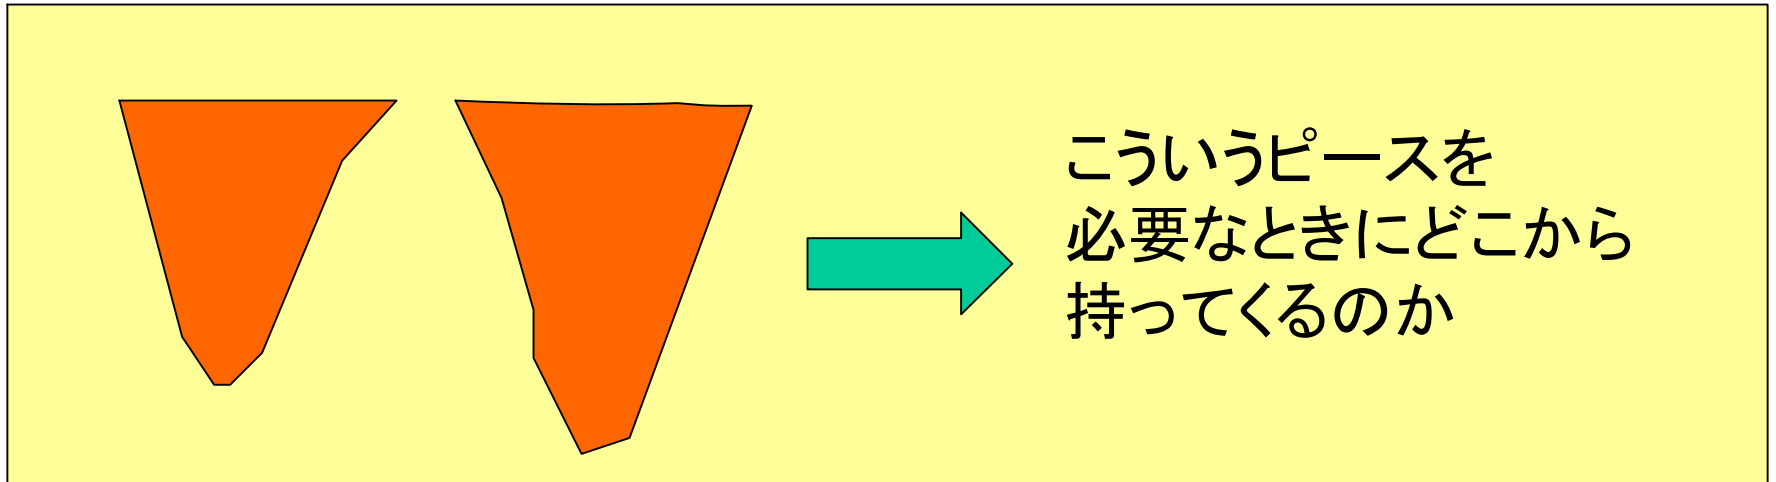 こういうピースを
必要なときにどこから
持ってくるのか